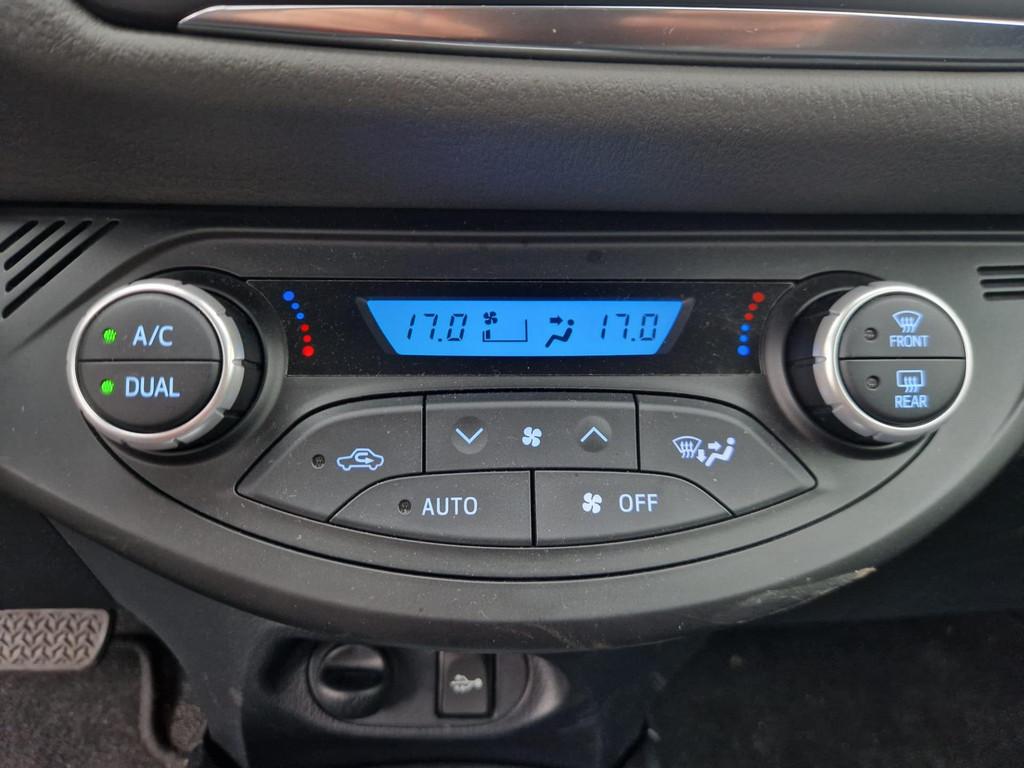 A/C
DUAL
17.0 17.0
FRONT
REAR
AUTO
OFF